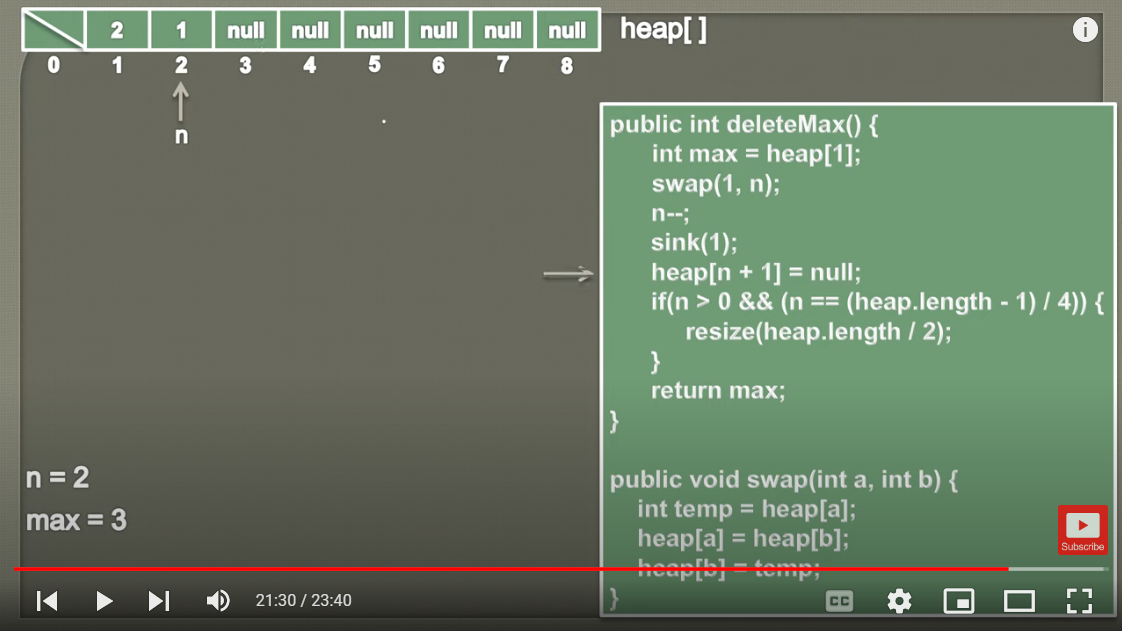 2 1 null null null null null null heap[ ]
0 1 2 3 4 5 6 7 8
n
public int deleteMax() {
int max = heap[1];
swap(1, n);
n--;
sink(1);
heap[n + 1] = null;
if(n > 0 && (n == (heap.length - 1) / 4)) {
resize(heap.length / 2);
}
return max;
}
n = 2
max = 3
public void swap(int a, int b) {
int temp = heap[a];
heap[a] = heap[b];
heap[b] = temp;
}
Subscribe
21:30 / 23:40
CC